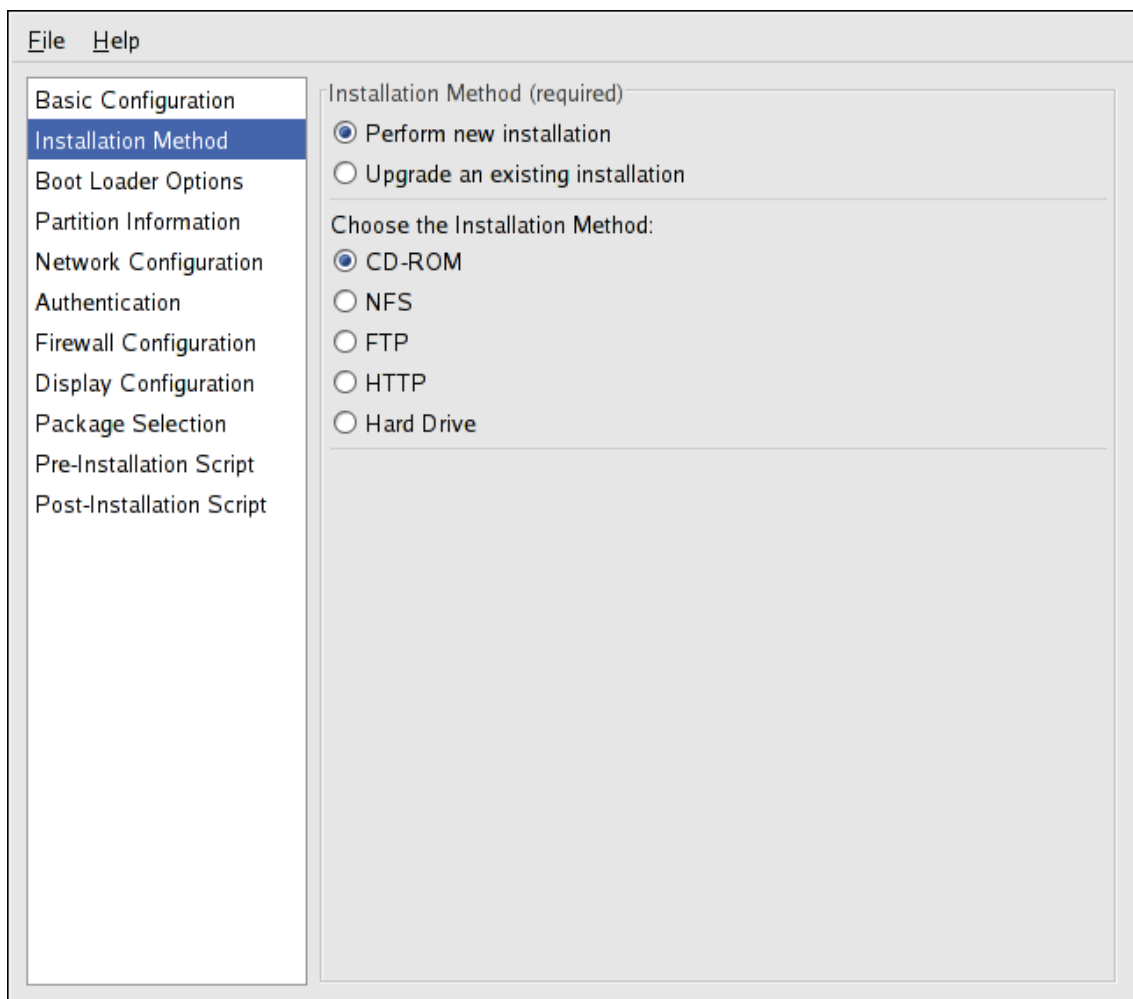 File Help
Basic Configuration
Installation Method
Boot Loader Options
Partition Information
Network Configuration
Authentication
Firewall Configuration
Display Configuration
Package Selection
Pre-Installation Script
Post-Installation Script
Installation Method (required)
Perform new installation
Upgrade an existing installation
Choose the Installation Method:
CD-ROM
NFS
FTP
HTTP
Hard Drive